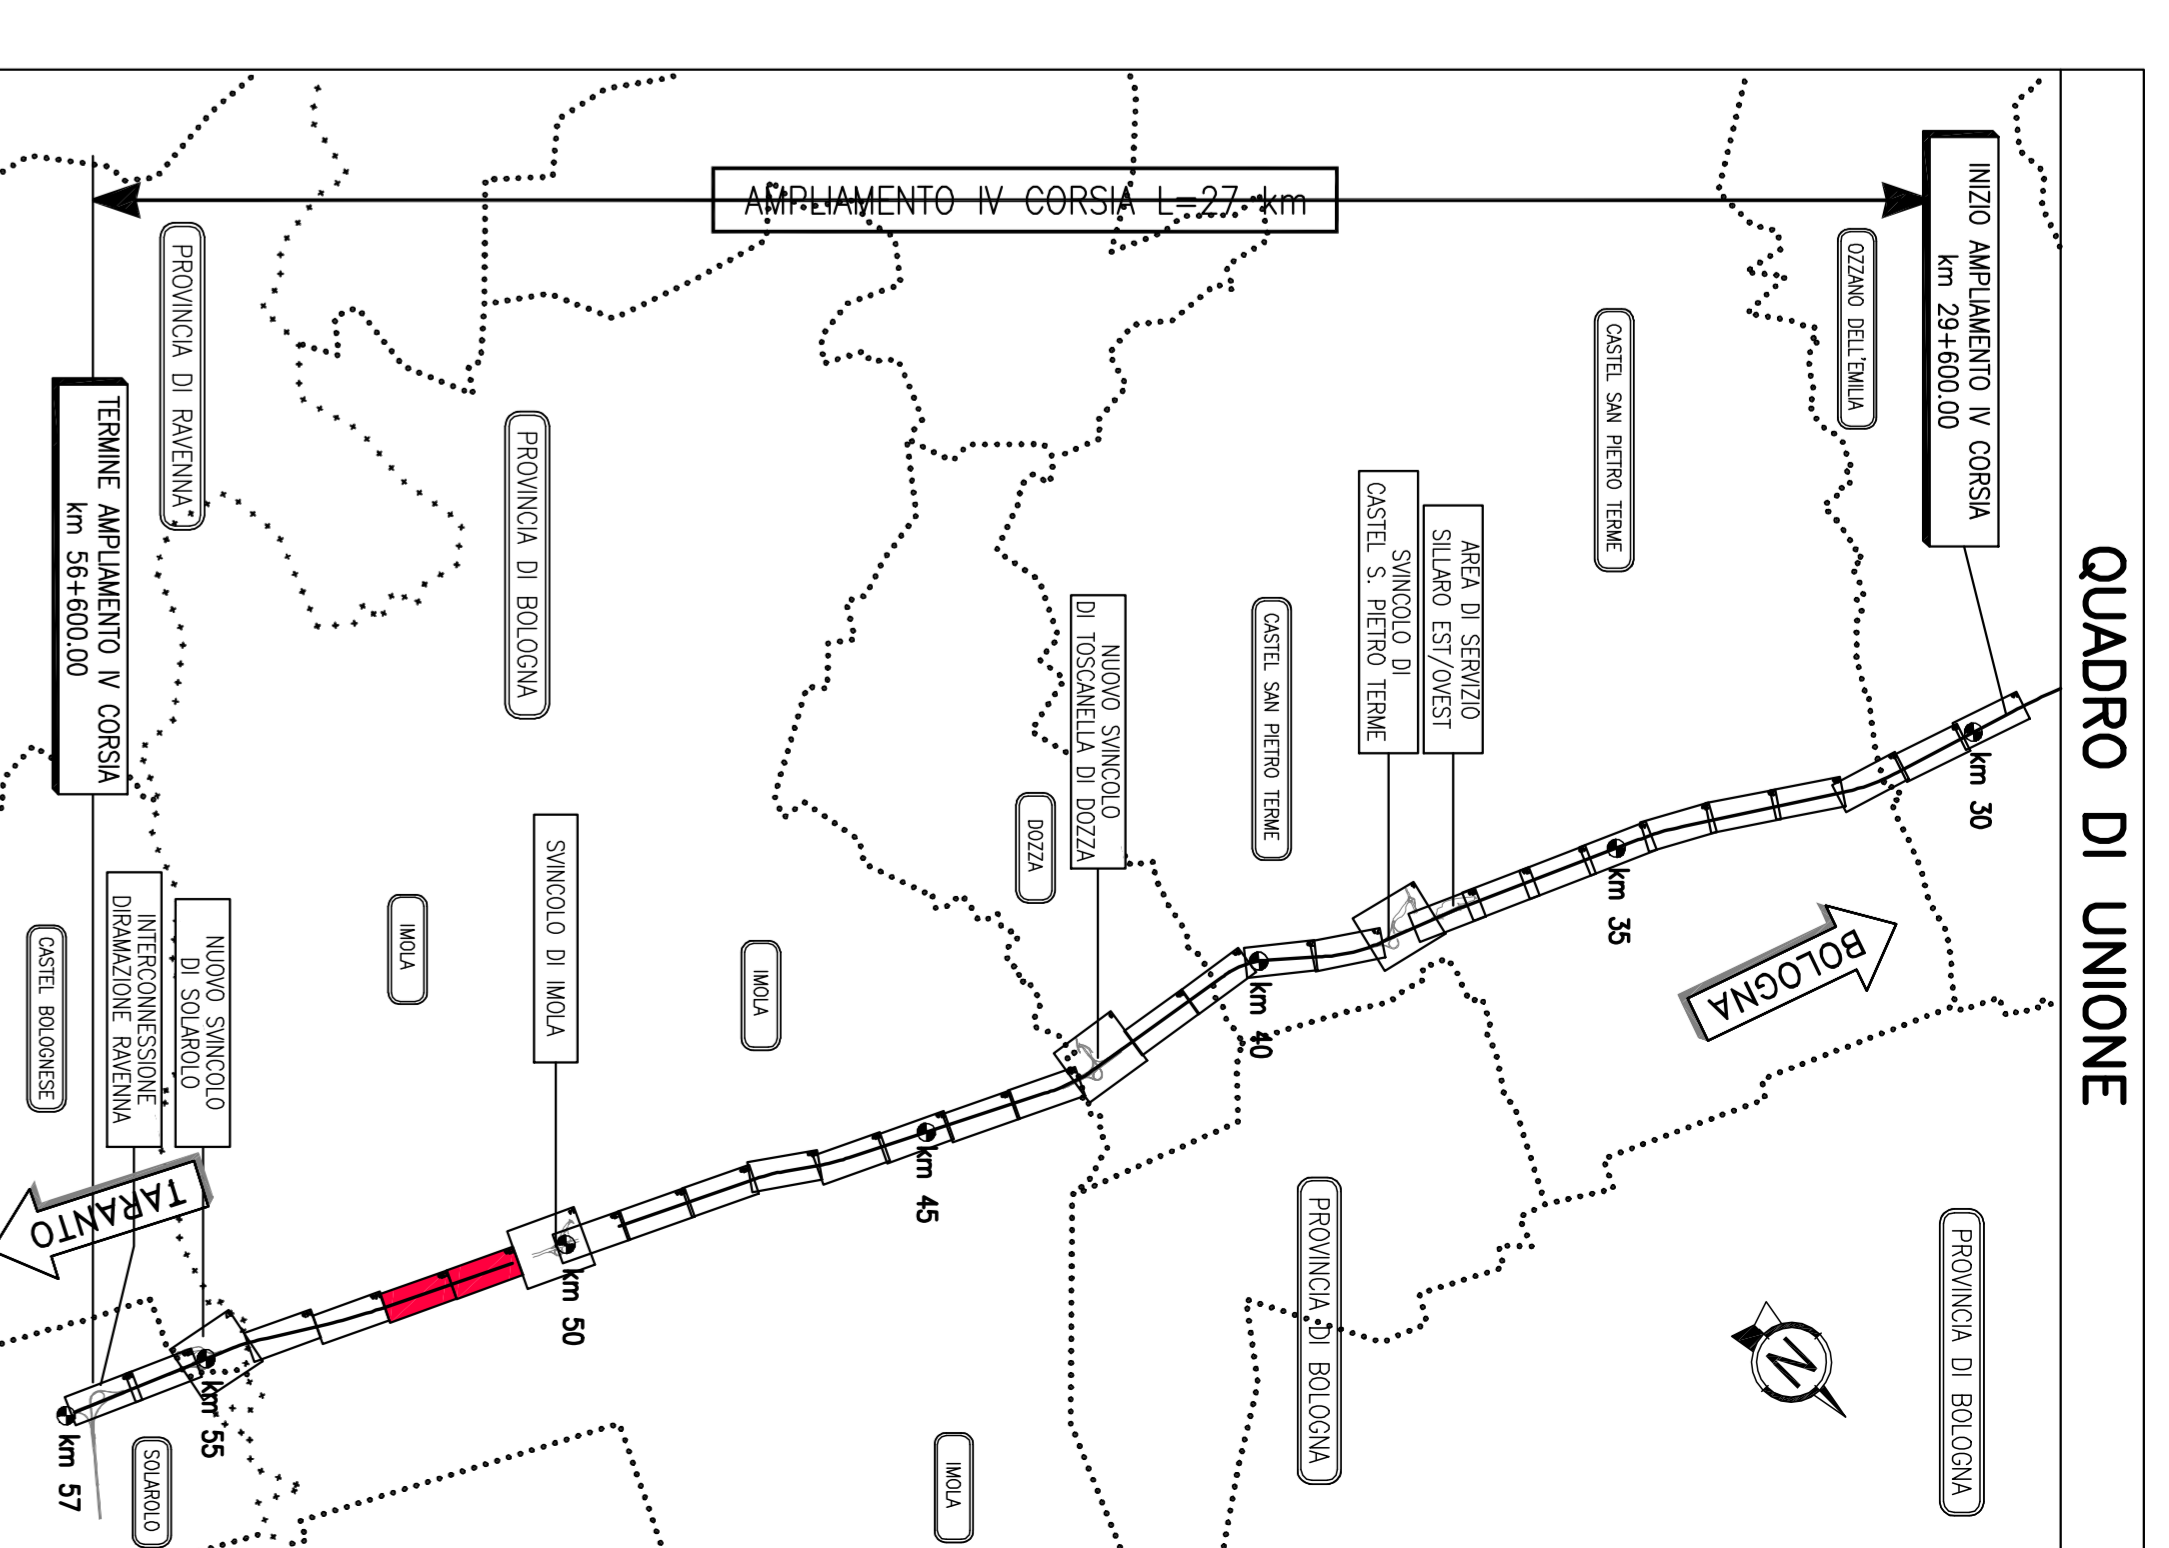 QUADRO DI UNIONE
INIZIO AMPLIAMENTO IV CORSIA
km 29+600.00
AMPLIAMENTO IV CORSIA L=27 km
TERMINE AMPLIAMENTO IV CORSIA
km 56+600.00
OZZANO DELL'EMILIA
CASTEL SAN PIETRO TERME
AREA DI SERVIZIO
SILLARO EST/OVEST
SVINCOLO DI
CASTEL S. PIETRO TERME
CASTEL SAN PIETRO TERME
NUOVO SVINCOLO
DI TOSCANELLA DI DOZZA
DOZZA
PROVINCIA DI BOLOGNA
PROVINCIA DI RAVENNA
IMOLA
SVINCOLO DI IMOLA
IMOLA
NUOVO SVINCOLO
DI SOLAROLO
INTERCONNESSIONE
DIRAMAZIONE RAVENNA
CASTEL BOLOGNESE
km 30
km 35
km 40
km 45
km 50
km 55
km 57
BOLOGNA
TARANTO
N
PROVINCIA DI BOLOGNA
PROVINCIA DI BOLOGNA
IMOLA
SOLAROLO